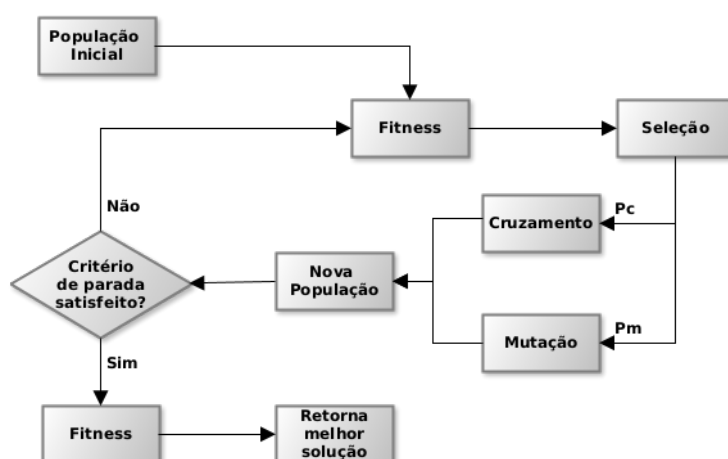 População
Inicial
Fitness
Seleção
Não
Pc
Cruzamento
Critério
de parada
satisfeito?
Nova
População
Pm
Mutação
Sim
Fitness
Retorna
melhor
solução